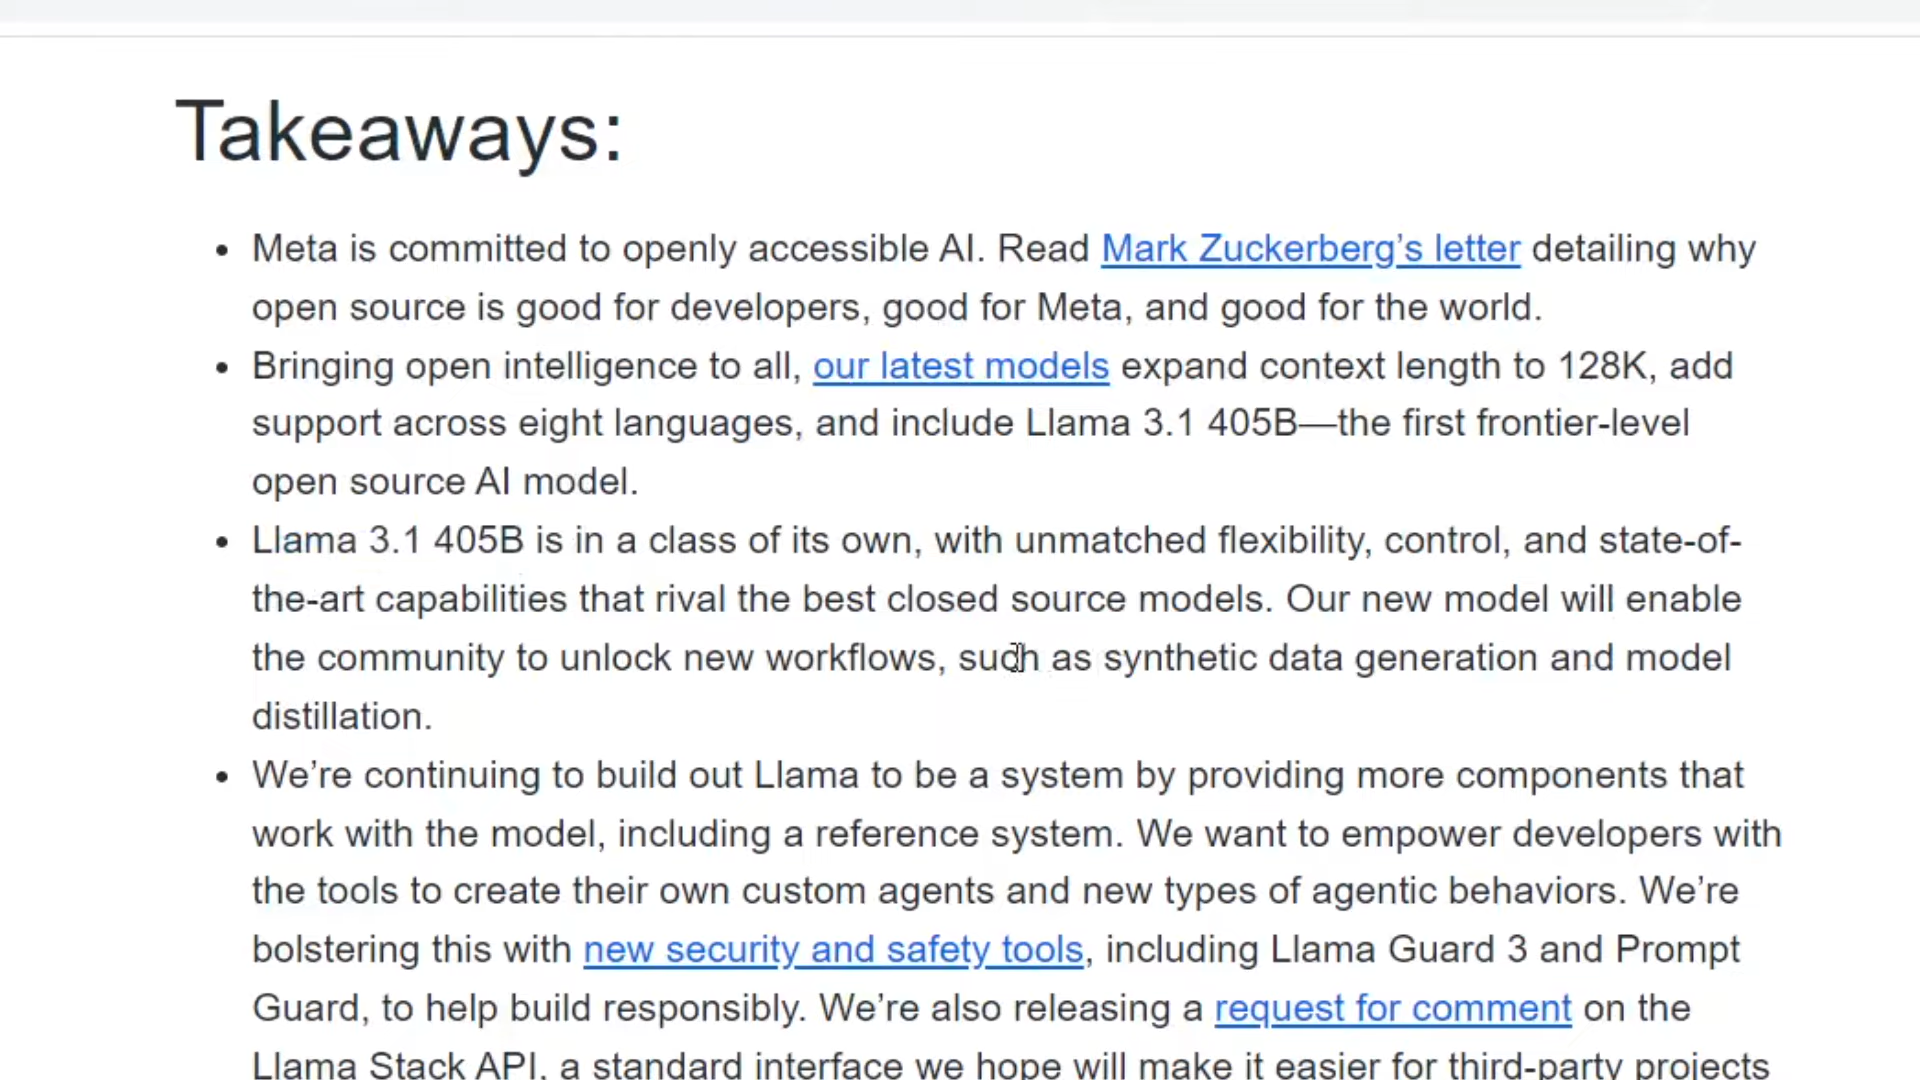 Takeaways:
• Meta is committed to openly accessible AI. Read Mark Zuckerberg’s letter detailing why
open source is good for developers, good for Meta, and good for the world.
• Bringing open intelligence to all, our latest models expand context length to 128K, add
support across eight languages, and include Llama 3.1 405B—the first frontier-level
open source AI model.
• Llama 3.1 405B is in a class of its own, with unmatched flexibility, control, and state-of-
the-art capabilities that rival the best closed source models. Our new model will enable
the community to unlock new workflows, such as synthetic data generation and model
distillation.
• We’re continuing to build out Llama to be a system by providing more components that
work with the model, including a reference system. We want to empower developers with
the tools to create their own custom agents and new types of agentic behaviors. We’re
bolstering this with new security and safety tools, including Llama Guard 3 and Prompt
Guard, to help build responsibly. We’re also releasing a request for comment on the
Llama Stack API, a standard interface we hope will make it easier for third-party projects